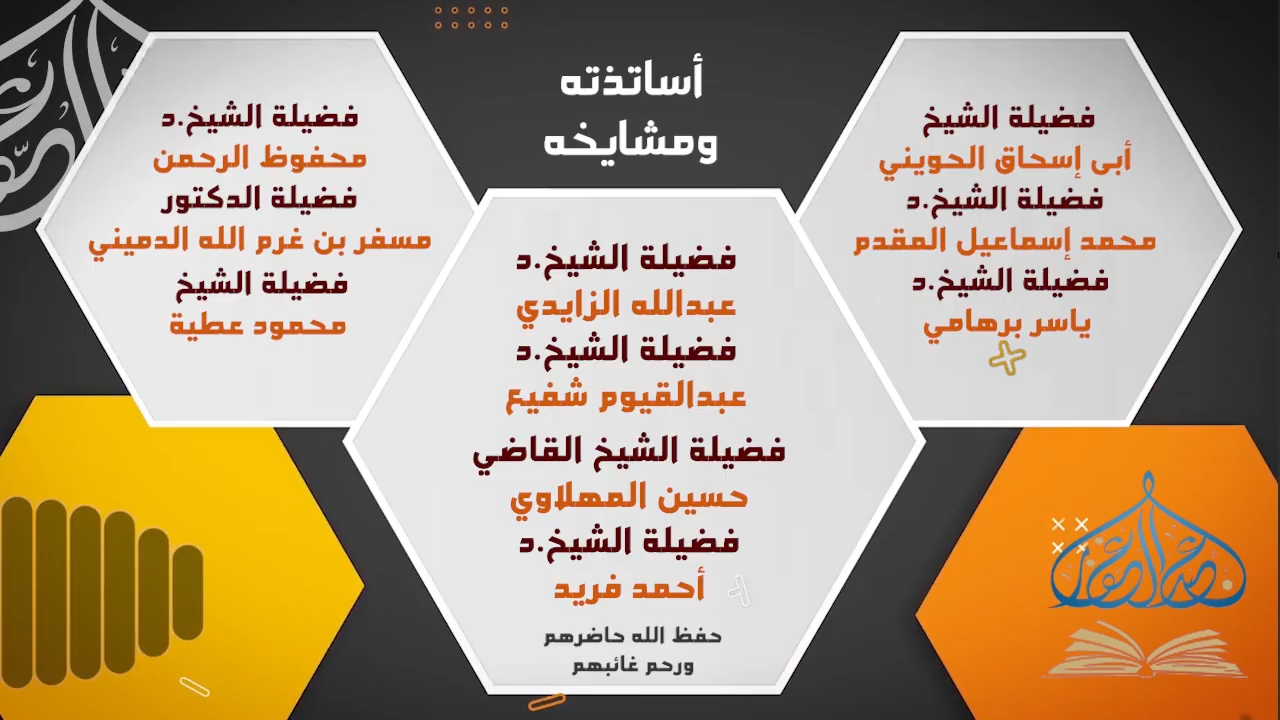 أساتذته
ومشايخه
فضيلة الشيخ
أبى إسحاق الحويني
فضيلة الشيخ.د
محمد إسماعيل المقدم
فضيلة الشيخ.د
ياسر برهامي
فضيلة الشيخ.د
عبدالله الزايدي
فضيلة الشيخ.د
عبدالقيوم شفيع
فضيلة الشيخ القاضي
حسين المهلاوي
فضيلة الشيخ.د
أحمد فريد
حفظ الله حاضرهم
ورحم غائبهم
فضيلة الشيخ.د
محفوظ الرحمن
فضيلة الدكتور
مسفر بن غرم الله الدميني
فضيلة الشيخ
محمود عطية